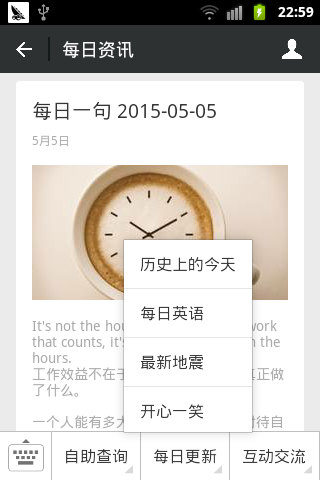 22:59
每日资讯
每日一句 2015-05-05
5月5日
历史上的今天
每日英语
最新地震
开心一笑
It's not the work
that counts, it's the
hours.
工作效益不在于 真正做
了什么。
一个人能有多 待自
自助查询
每日更新
互动交流